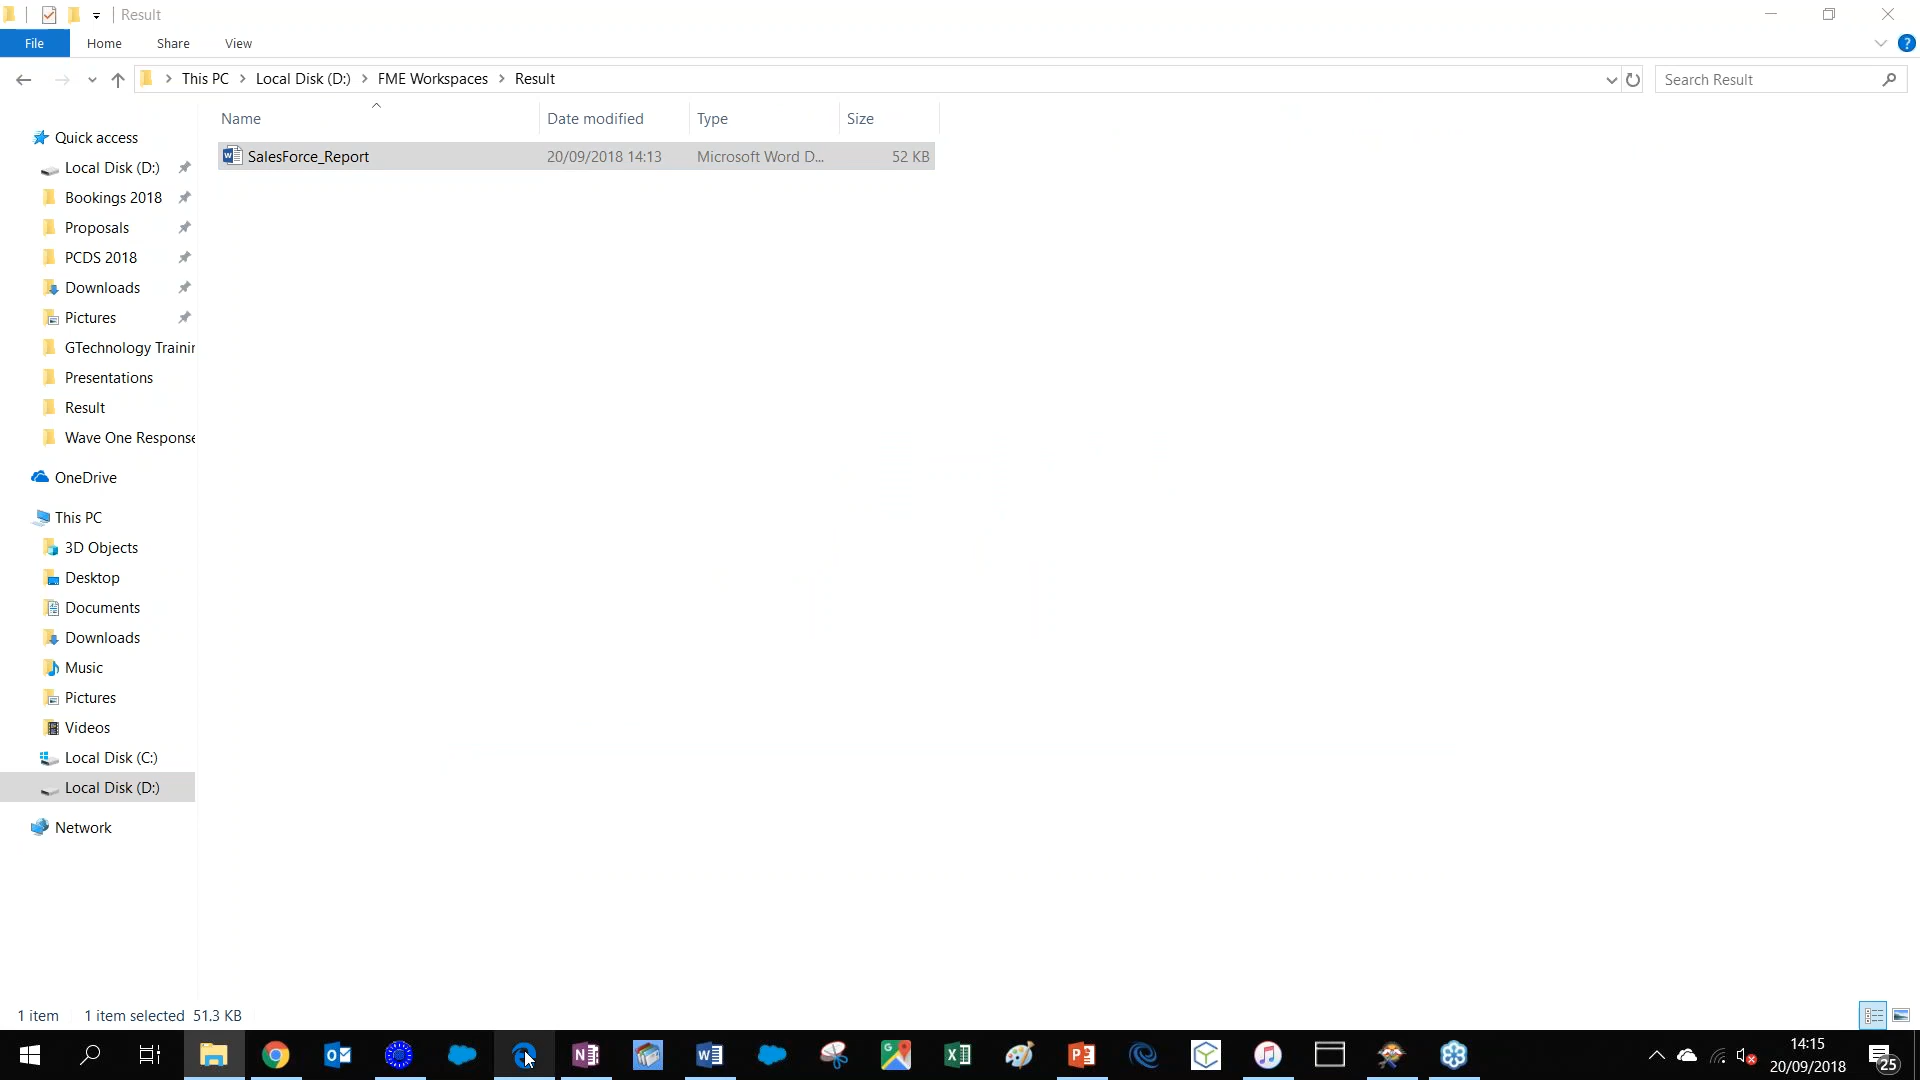 Result
File Home Share View
This PC Local Disk (D:) FME Workspaces Result
Search Result
Name Date modified Type Size
SalesForce_Report 20/09/2018 14:13 Microsoft Word D... 52 KB
Quick access
Local Disk (D:)
Bookings 2018
Proposals
PCDS 2018
Downloads
Pictures
GTechnology Trainin
Presentations
Result
Wave One Response
OneDrive
This PC
3D Objects
Desktop
Documents
Downloads
Music
Pictures
Videos
Local Disk (C:)
Local Disk (D:)
Network
1 item 1 item selected 51.3 KB
14:15
20/09/2018
25